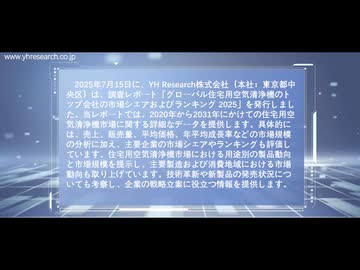 www.yhresearch.co.jp
2025年7月15日に、YH Research株式会社（本社：東京都中
央区）は、調査レポート「グローバル住宅用空気清浄機のト
ップ会社の市場シェアおよびランキング 2025」を発行しまし
た。当レポートでは、2020年から2031年にかけての住宅用空
気清浄機市場に関する詳細なデータを提供します。具体的に
は、売上、販売量、平均価格、年平均成長率などの市場規模
の分析に加え、主要企業の市場シェアやランキングも評価し
ています。住宅用空気清浄機市場における用途別の製品動向
と市場規模を提示し、主要製造および消費地域における市場
動向も取り上げています。技術革新や新製品の発売状況につ
いても考察し、企業の戦略立案に役立つ情報を提供します。